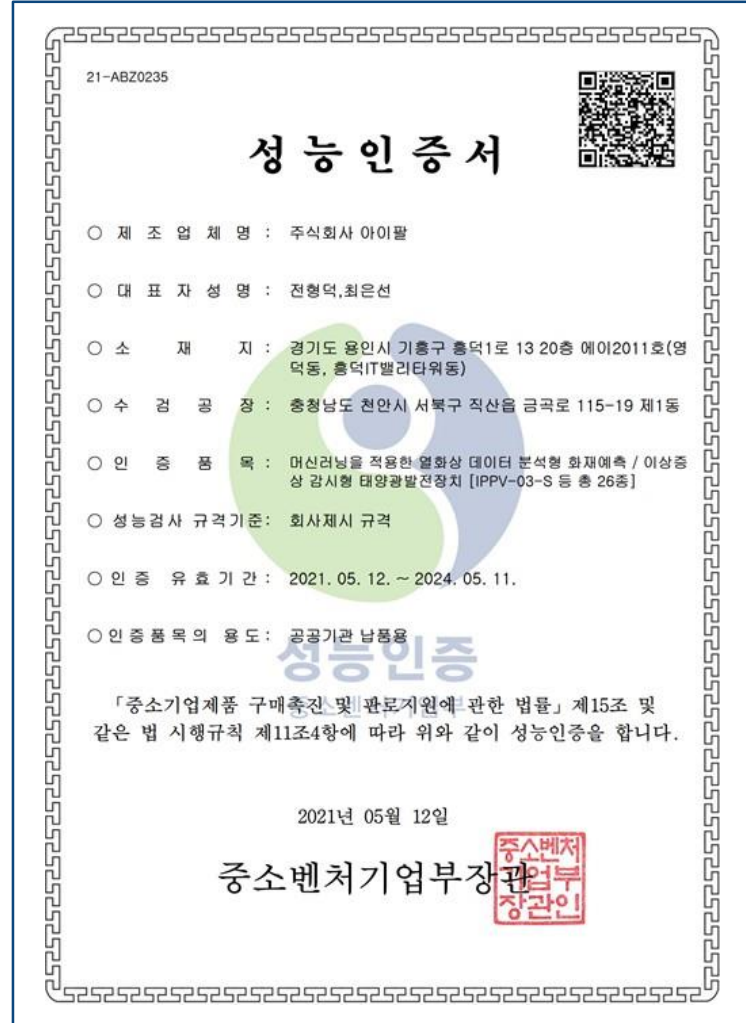 21-ABZ0235
성능인증서
○ 제조업체명 : 주식회사 아이팔
○ 대표자성명 : 전형덕,최은선
○ 소재지 : 경기도 용인시 기흥구 흥덕1로 13 20층 에이2011호(영
덕동, 흥덕IT밸리타워동)
○ 수검공장 : 충청남도 천안시 서북구 직산읍 금곡로 115-19 제1동
○ 인증품목 : 머신러닝을 적용한 열화상 데이터 분석형 화재예측 / 이상증
상 감시형 태양광발전장치 [IPPV-03-S 등 총 26종]
○ 성능검사 규격기준: 회사제시 규격
○ 인증 유효기간 : 2021. 05. 12. ~ 2024. 05. 11.
○ 인증품목의 용도: 공공기관 납품용
성능인증
중소벤처기업부
「중소기업제품 구매촉진 및 판로지원에 관한 법률」 제15조 및
같은 법 시행규칙 제11조4항에 따라 위와 같이 성능인증을 합니다.
2021년 05월 12일
중소벤처기업부장관
중소벤처
기업부
장관인